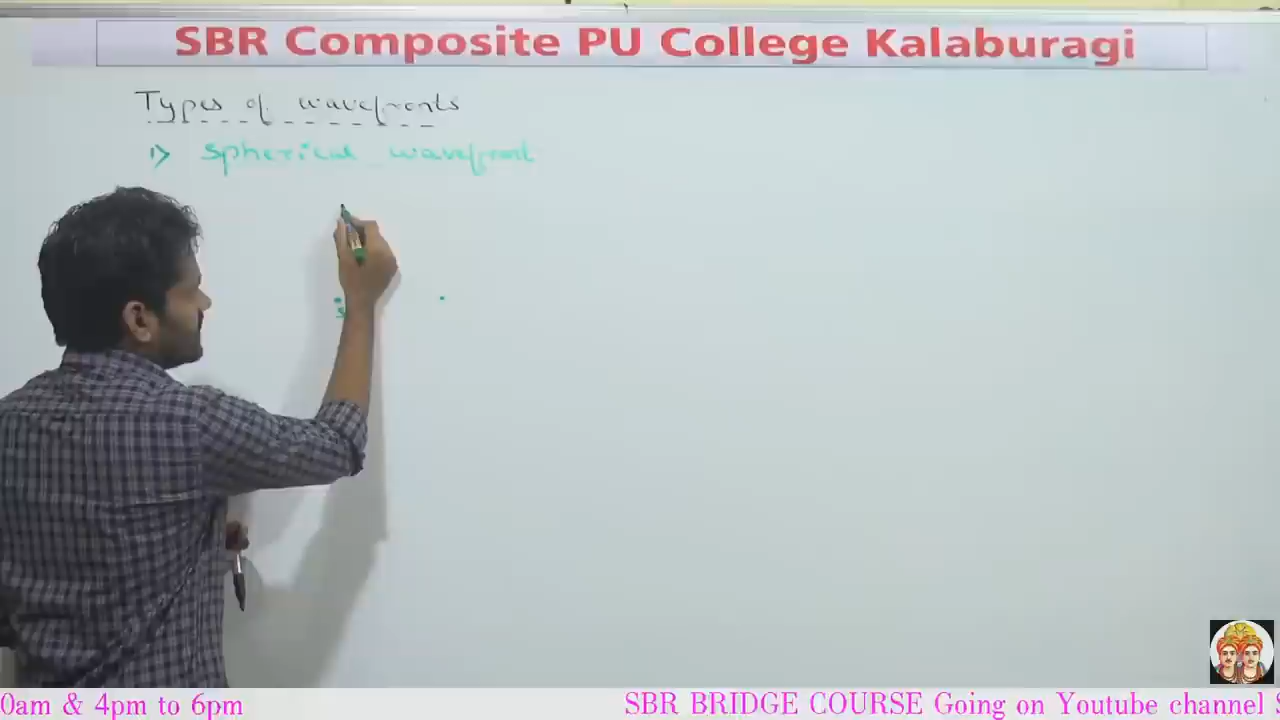 SBR Composite PU College Kalaburagi
Types of wavefronts
1> Spherical wavefront
S
0am & 4pm to 6pm SBR BRIDGE COURSE Going on Youtube channel S